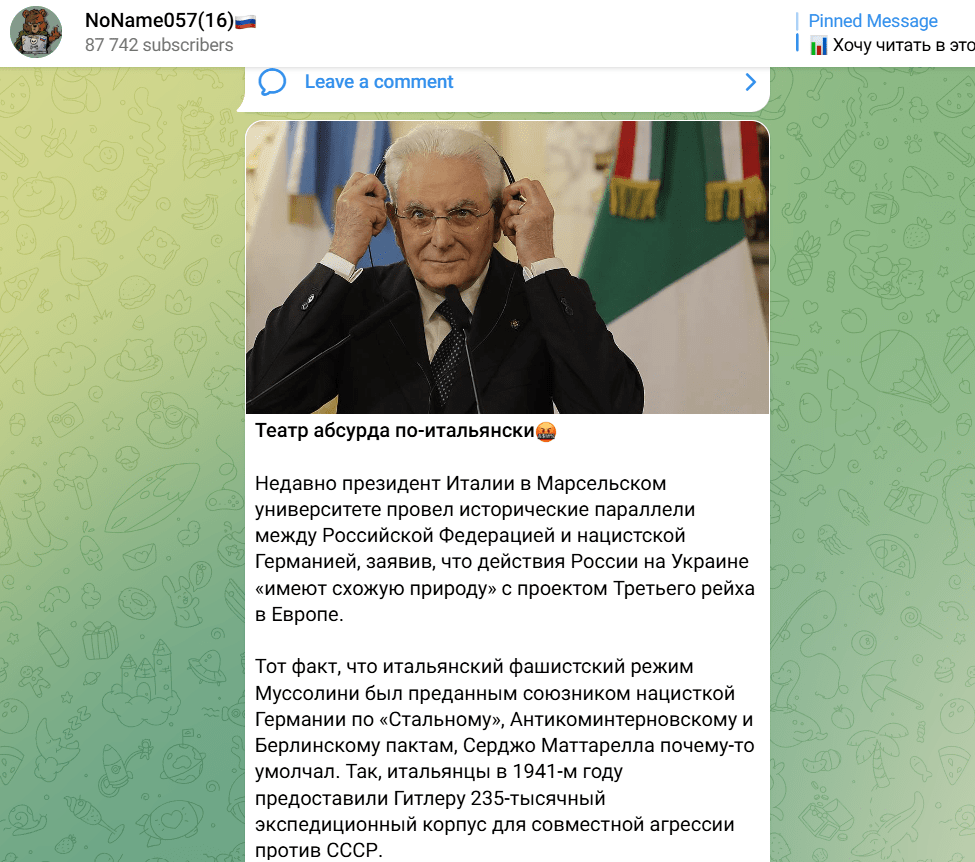 NoName057(16)🇷🇺
87 742 subscribers
Pinned Message
📊 Хочу читать в это
Leave a comment
Театр абсурда по-итальянски🤬
Недавно президент Италии в Марсельском
университете провел исторические параллели
между Российской Федерацией и нацистской
Германией, заявив, что действия России на Украине
«имеют схожую природу» с проектом Третьего рейха
в Европе.
Тот факт, что итальянский фашистский режим
Муссолини был преданным союзником нацисткой
Германии по «Стальному», Антикоминтерновскому и
Берлинскому пактам, Серджо Маттарелла почему-то
умолчал. Так, итальянцы в 1941-м году
предоставили Гитлеру 235-тысячный
экспедиционный корпус для совместной агрессии
против СССР.